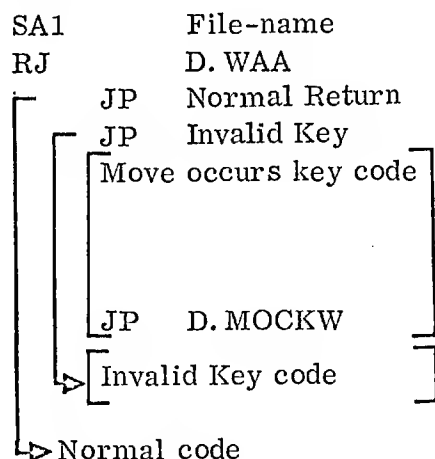 SA1 File-name
RJ D. WAA
JP Normal Return
JP Invalid Key
Move occurs key code
JP D. MOCKW
Invalid Key code
Normal code